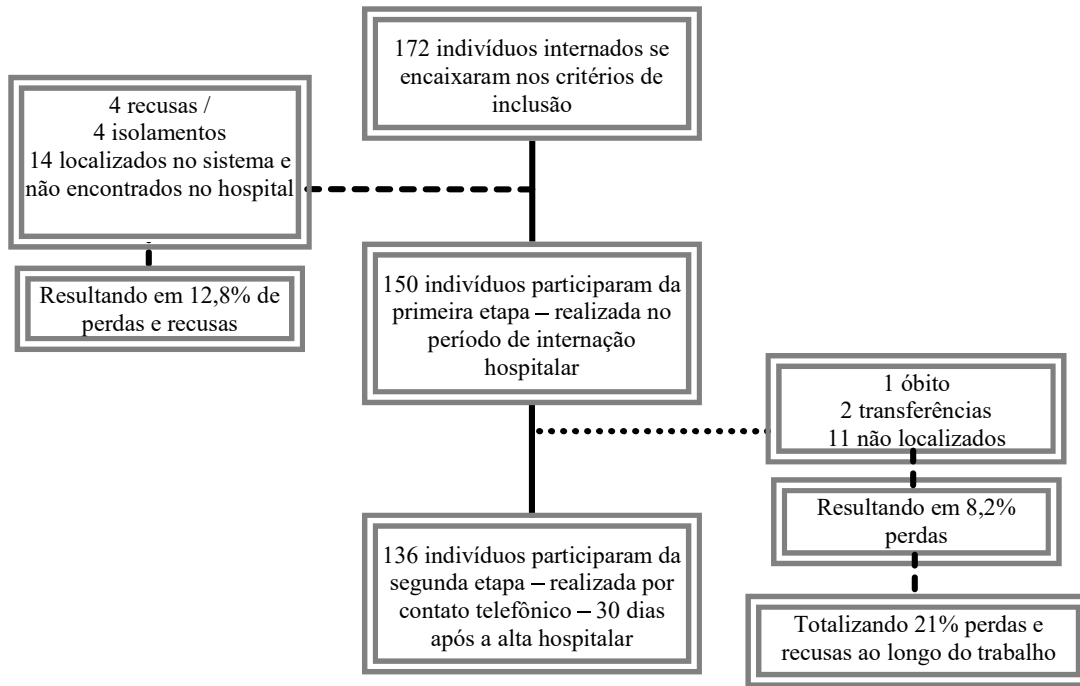 172 indivíduos internados se
encaixaram nos critérios de
inclusão
4 recusas /
4 isolamentos
14 localizados no sistema e
não encontrados no hospital
Resultando em 12,8% de
perdas e recusas
150 indivíduos participaram da
primeira etapa – realizada no
período de internação
hospitalar
1 óbito
2 transferências
11 não localizados
Resultando em 8,2%
perdas
136 indivíduos participaram da
segunda etapa – realizada por
contato telefônico – 30 dias
após a alta hospitalar
Totalizando 21% perdas e
recusas ao longo do trabalho